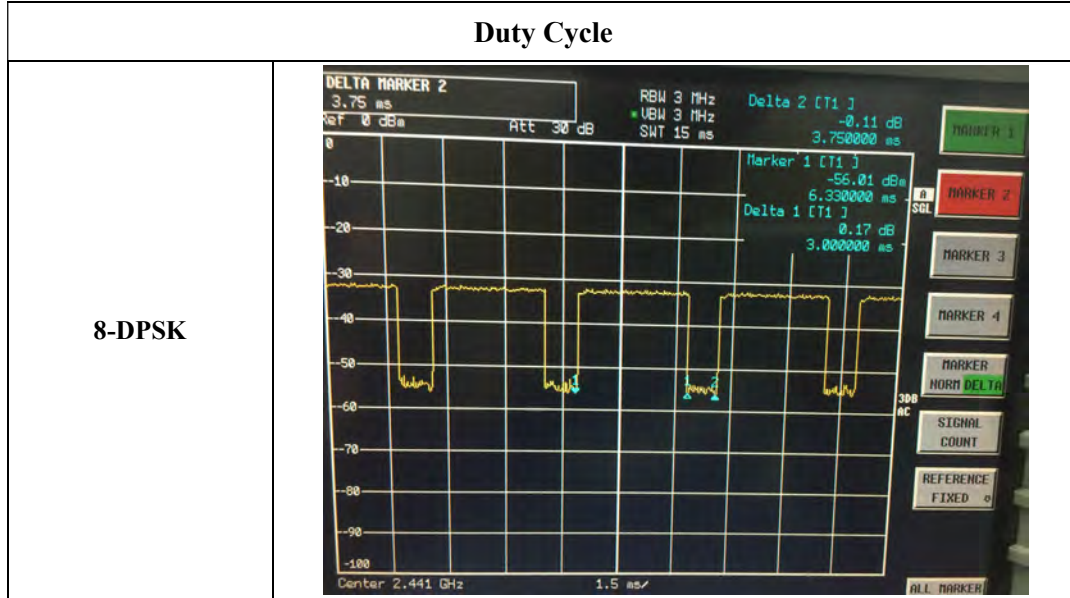 Duty Cycle
8-DPSK
DELTA MARKER 2
3.75 ms
Ref 0 dBm
Att 30 dB
RBW 3 MHz
VBW 3 MHz
SWT 15 ms
Delta 2 [T1 ]
-0.11 dB
3.750000 ms
Marker 1 [T1 ]
-56.01 dBm
6.330000 ms
Delta 1 [T1 ]
0.17 dB
3.000000 ms
A
SGL
0
-10
-20
-30
-40
-50
-60
-70
-80
-90
-100
1
1
2
3DB
AC
Center 2.441 GHz
1.5 ms/
MARKER 1
MARKER 2
MARKER 3
MARKER 4
MARKER
NORM DELTA
SIGNAL
COUNT
REFERENCE
FIXED
ALL MARKER